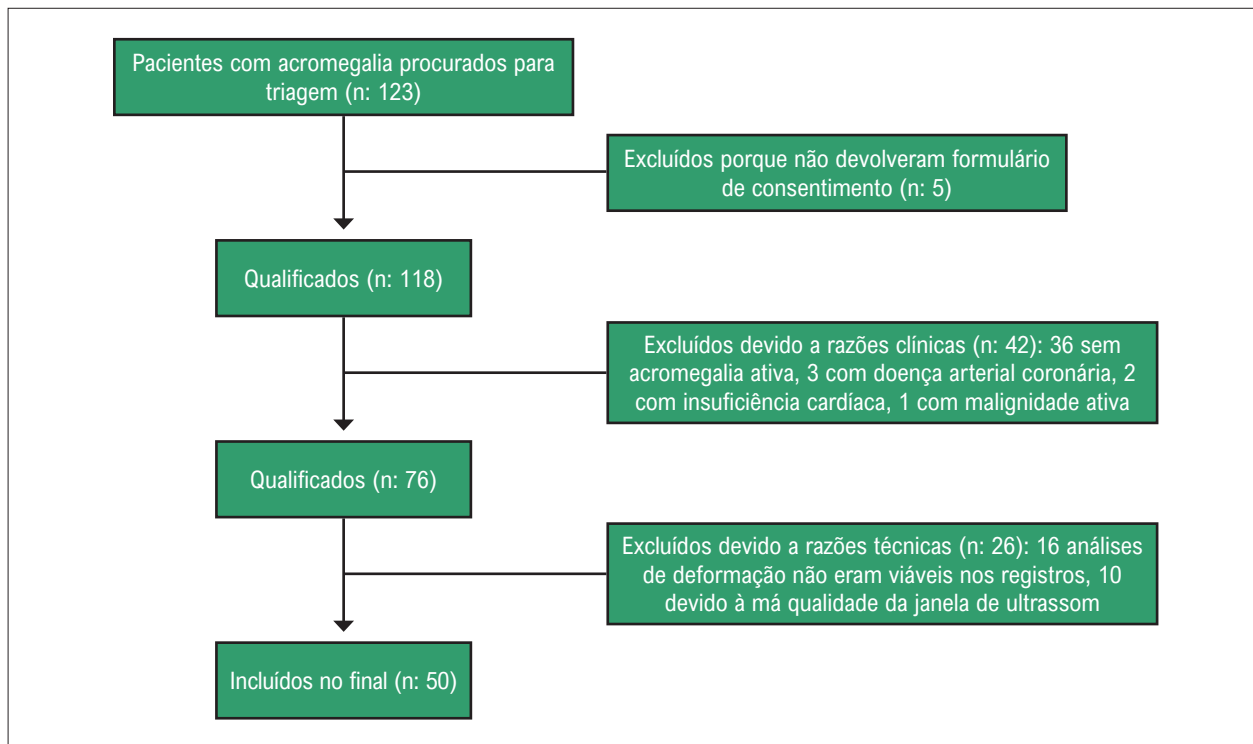 Pacientes com acromegalia procurados para
triagem (n: 123)
Excluídos porque não devolveram formulário
de consentimento (n: 5)
Qualificados (n: 118)
Excluídos devido a razões clínicas (n: 42): 36 sem
acromegalia ativa, 3 com doença arterial coronária, 2
com insuficiência cardíaca, 1 com malignidade ativa
Qualificados (n: 76)
Excluídos devido a razões técnicas (n: 26): 16 análises
de deformação não eram viáveis nos registros, 10
devido à má qualidade da janela de ultrassom
Incluídos no final (n: 50)